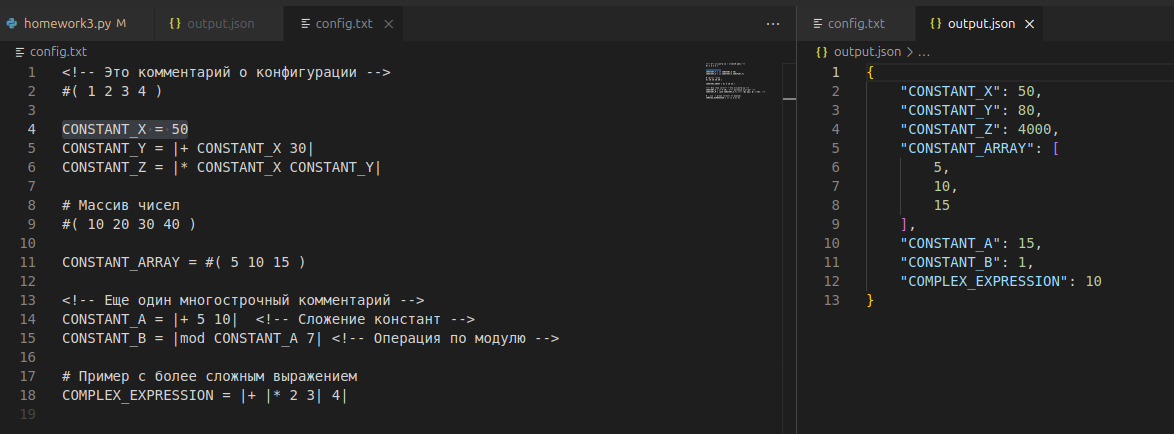 homework3.py M
output.json
config.txt
...
config.txt
output.json
config.txt
output.json > ...
1 <!-- Это комментарий о конфигурации -->
2 #( 1 2 3 4 )
3
4 CONSTANT_X = 50
5 CONSTANT_Y = |+ CONSTANT_X 30|
6 CONSTANT_Z = |* CONSTANT_X CONSTANT_Y|
7
8 # Массив чисел
9 #( 10 20 30 40 )
10
11 CONSTANT_ARRAY = #( 5 10 15 )
12
13 <!-- Еще один многострочный комментарий -->
14 CONSTANT_A = |+ 5 10|  <!-- Сложение констант -->
15 CONSTANT_B = |mod CONSTANT_A 7| <!-- Операция по модулю -->
16
17 # Пример с более сложным выражением
18 COMPLEX_EXPRESSION = |+ |* 2 3| 4|
19
1 {
2 "CONSTANT_X": 50,
3 "CONSTANT_Y": 80,
4 "CONSTANT_Z": 4000,
5 "CONSTANT_ARRAY": [
6 5,
7 10,
8 15
9 ],
10 "CONSTANT_A": 15,
11 "CONSTANT_B": 1,
12 "COMPLEX_EXPRESSION": 10
13 }